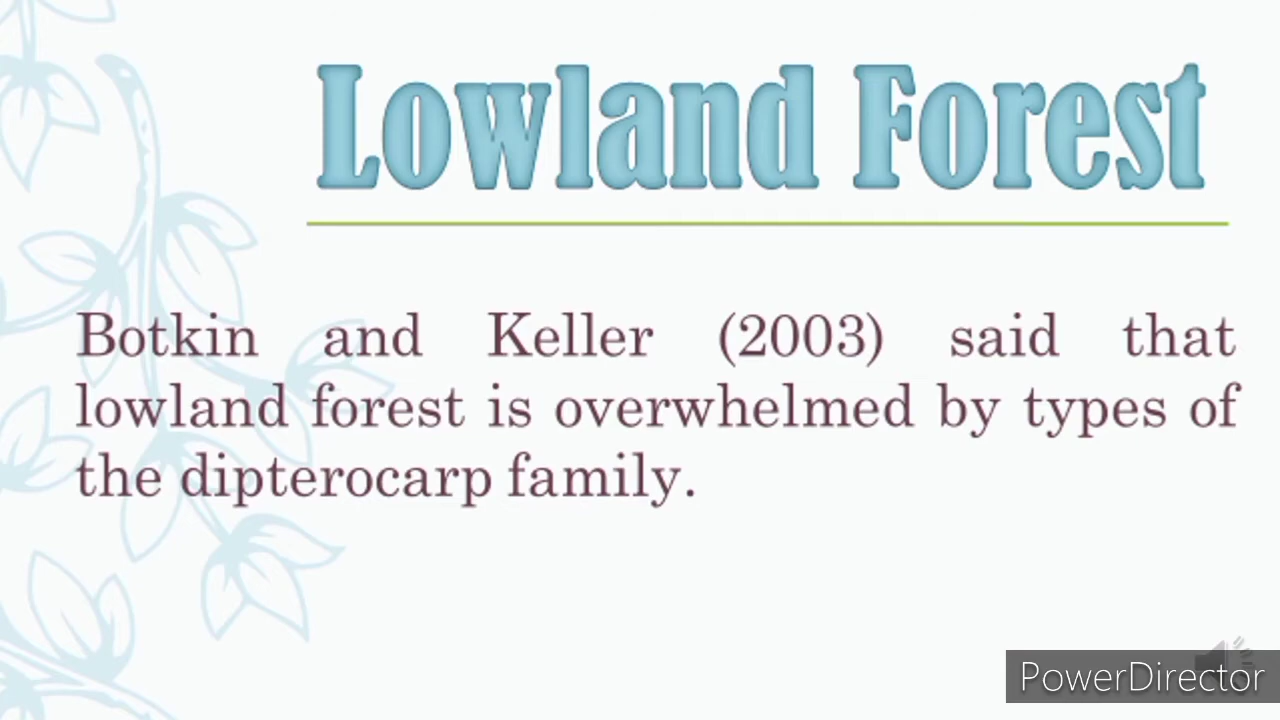 Lowland Forest
Botkin and Keller (2003) said that
lowland forest is overwhelmed by types of
the dipterocarp family.
PowerDirector